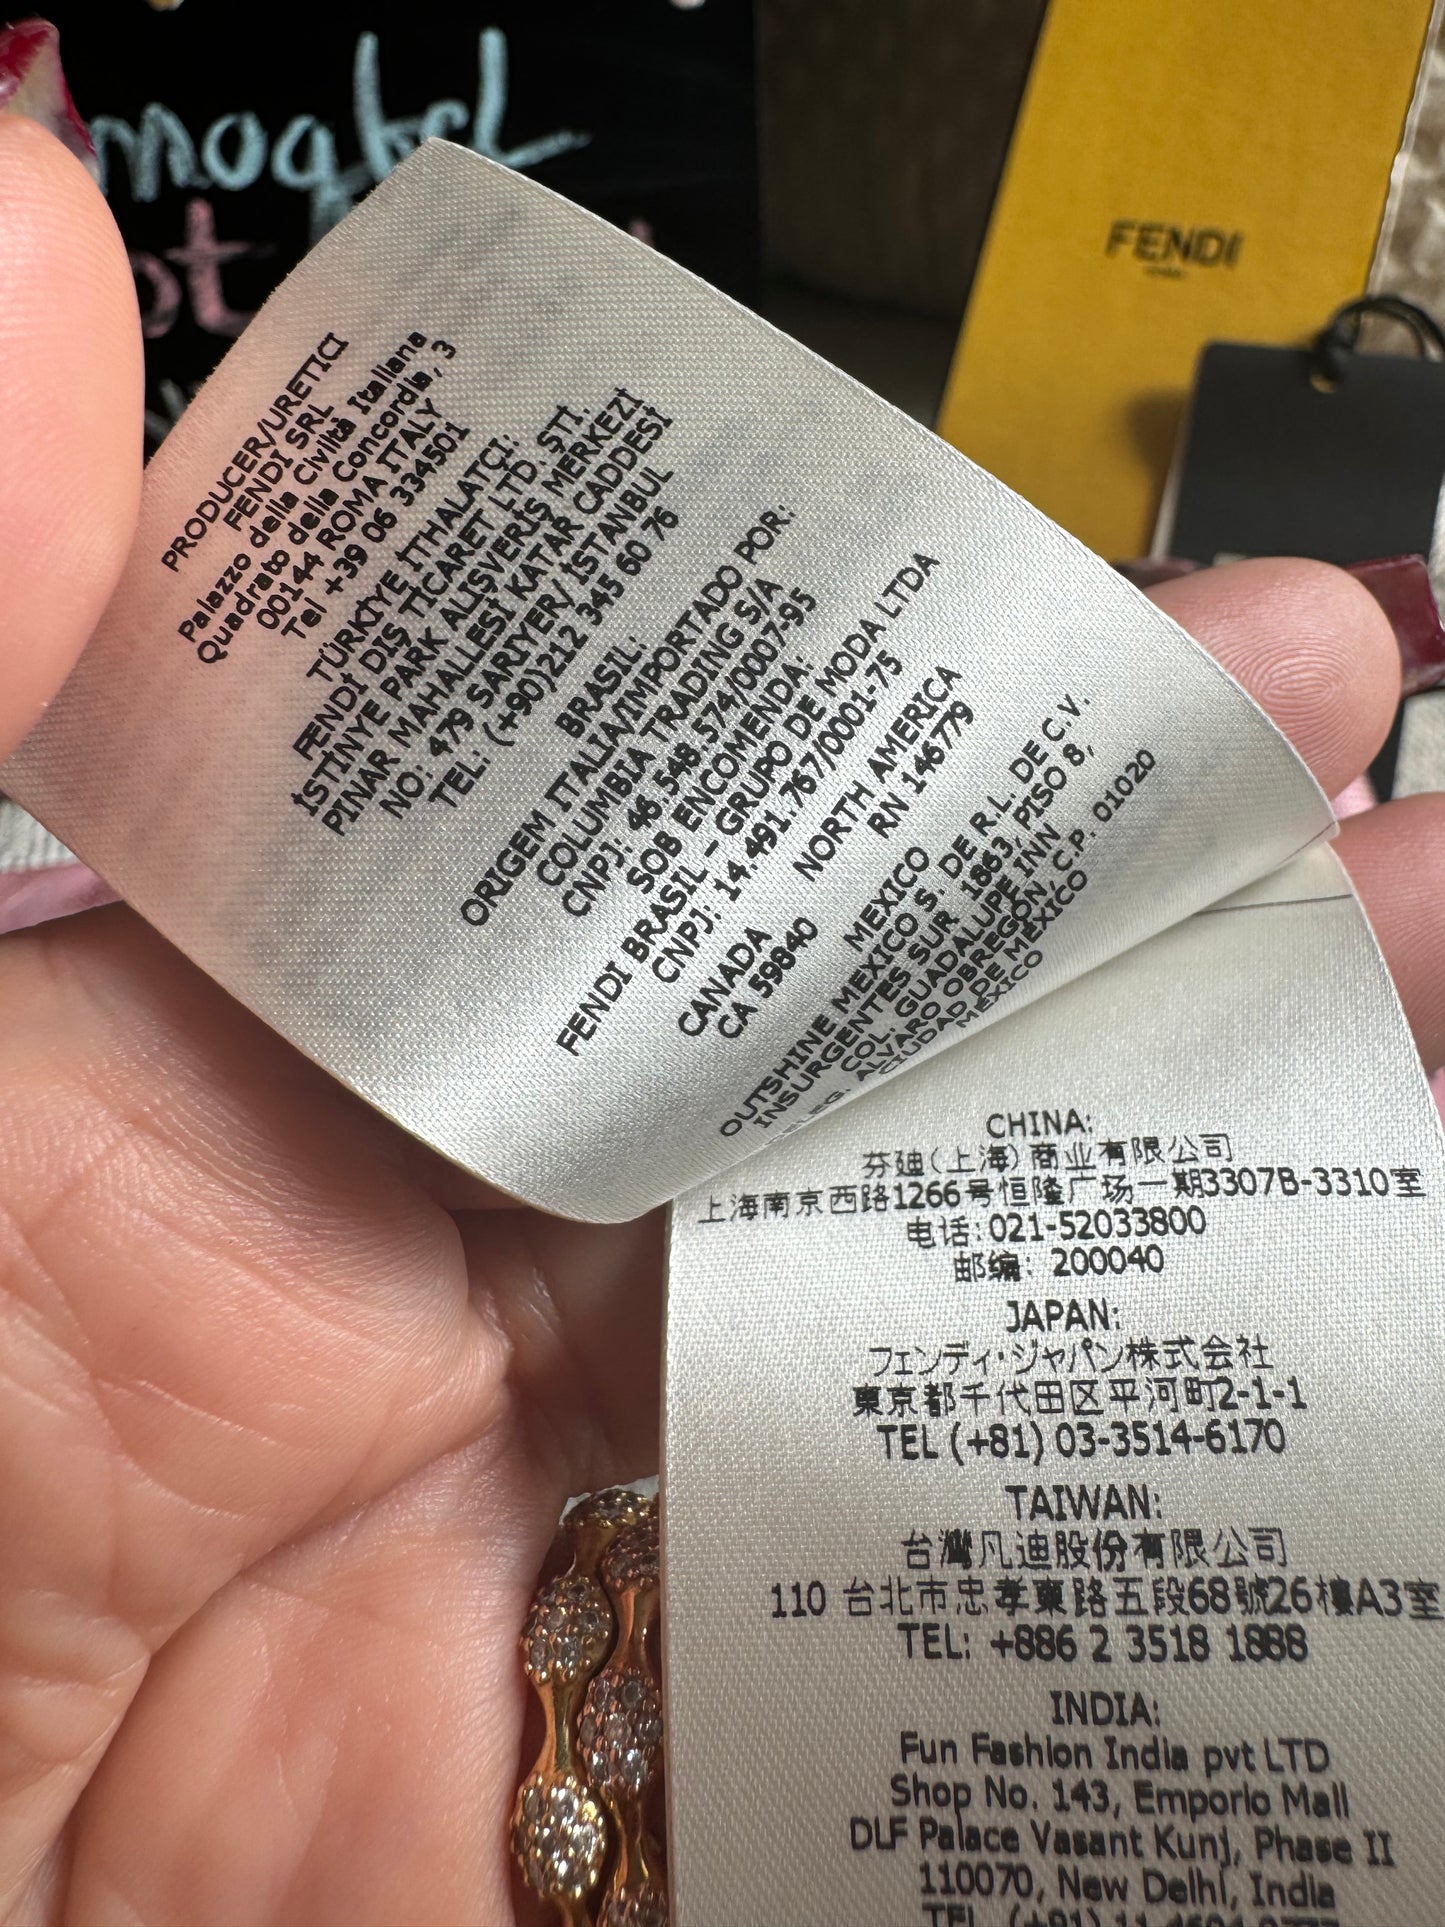 FENDI
PRODUCER/URETICI
FENDI SRL
Palazzo della Civiltà Italiana
Quadrato della Concordia, 3
00144 ROMA ITALY
Tel +39 06 334501
TÜRKİYE İTHALATÇI:
FENDİ DIŞ TİCARET LTD. ŞTİ.
İSTİNYE PARK ALIŞVERİŞ MERKEZİ
PINAR MAHALLESİ KATAR CADDESİ
NO: 479 SARIYER/ İSTANBUL
TEL: (+90)212 345 60 76
BRASIL:
ORIGEM ITALIA/IMPORTADO POR:
COLUMBIA TRADING S/A
CNPJ: 46.548.574/0007-95
SOB ENCOMENDA:
FENDI BRASIL – GRUPO DE MODA LTDA
CNPJ: 14.491.767/0001-75
CANADA NORTH AMERICA
CA 59840 RN 146779
MEXICO
OUTSHINE MEXICO S. DE R.L. DE C.V.
INSURGENTES SUR 1863, PISO 8,
COL. GUADALUPE INN
ALVARO OBREGON, C.P. 01020
CIUDAD DE MEXICO
MEXICO
CHINA:
芬迪(上海)商业有限公司
上海南京西路1266号恒隆广场一期3307B-3310室
电话:021-52033800
邮编: 200040
JAPAN:
フェンディ・ジャパン株式会社
東京都千代田区平河町2-1-1
TEL (+81) 03-3514-6170
TAIWAN:
台灣凡迪股份有限公司
110 台北市忠孝東路五段68號26樓A3室
TEL: +886 2 3518 1888
INDIA:
Fun Fashion India pvt LTD
Shop No. 143, Emporio Mall
DLF Palace Vasant Kunj, Phase II
110070, New Delhi, India